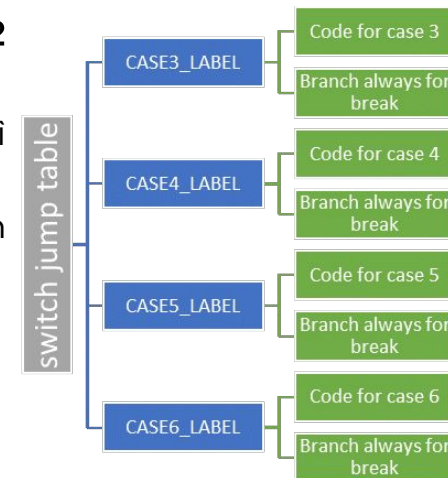 2
î
n
switch jump table
CASE3_LABEL
Code for case 3
Branch always for
break
CASE4_LABEL
Code for case 4
Branch always for
break
CASE5_LABEL
Code for case 5
Branch always for
break
CASE6_LABEL
Code for case 6
Branch always for
break